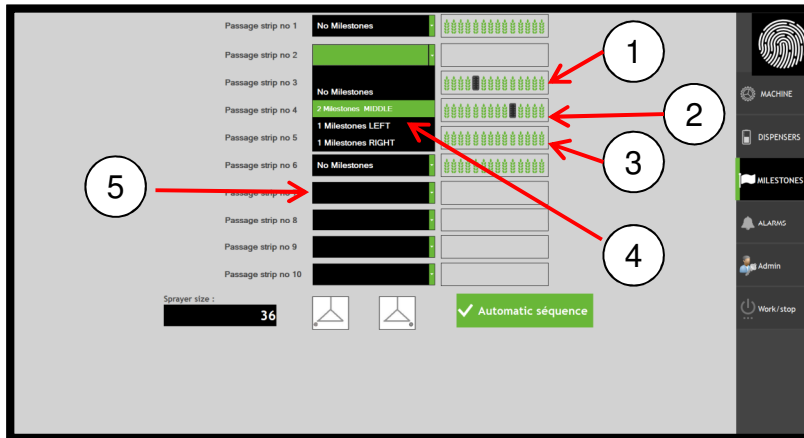 Passage strip no 1 No Milestones
Passage strip no 2
Passage strip no 3
No Milestones
Passage strip no 4 2 Milestones MIDDLE
1 Milestones LEFT
Passage strip no 5
1 Milestones RIGHT
Passage strip no 6 No Milestones
Passage strip no
Passage strip no 8
Passage strip no 9
Passage strip no 10
Sprayer size :
36
Automatic séquence
MACHINE
DISPENSERS
MILESTONES
ALARMS
Admin
Work/stop
1
2
3
4
5